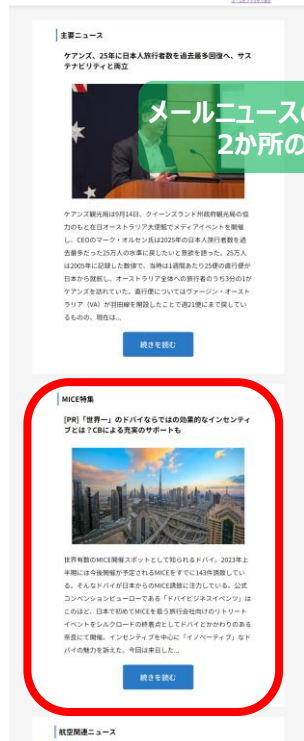 主要ニュース
ケアンズ、25年に日本人旅行者数を過去最多回復へ、サス
テナビリティと両立
メールニュースの
2か所の
ケアンズ観光局は9月14日、クイーンズランド州政府観光局の協
力のもと在日オーストラリア大使館でメディアイベントを開催
し、CEOのマーク・オルセン氏は2025年の日本人旅行者数を過
去最多だった25万人の水準に戻したいと意欲を語った。25万人
は2005年に記録した数値で、当時は1週間あたり25便の直行便が
日本から就航し、オーストラリア全体への旅行者のうち3分の1が
ケアンズを訪れていた。直行便についてはヴァージン・オースト
ラリア（VA）が羽田線を開設したことで週21便にまで戻してい
るものの、現在は...
続きを読む
MICE特集
[PR]「世界一」のドバイならではの効果的なインセンティ
ブとは？CBによる充実のサポートも
世界有数のMICE開催スポットとして知られるドバイ。2023年上
半期には今後開催が予定されるMICEをすでに143件誘致してい
る。そんなドバイが日本からのMICE誘致に注力している。公式
コンベンションビューローである「ドバイビジネスイベンツ」は
このほど、日本で初めてMICEを扱う旅行会社向けのリトリート
イベントをシルクロードの終着点としてドバイとかかわりのある
奈良にて開催。インセンティブを中心に「イノベーティブ」なド
バイの魅力を訴えた。今回は来日した...
続きを読む
航空関連ニュース